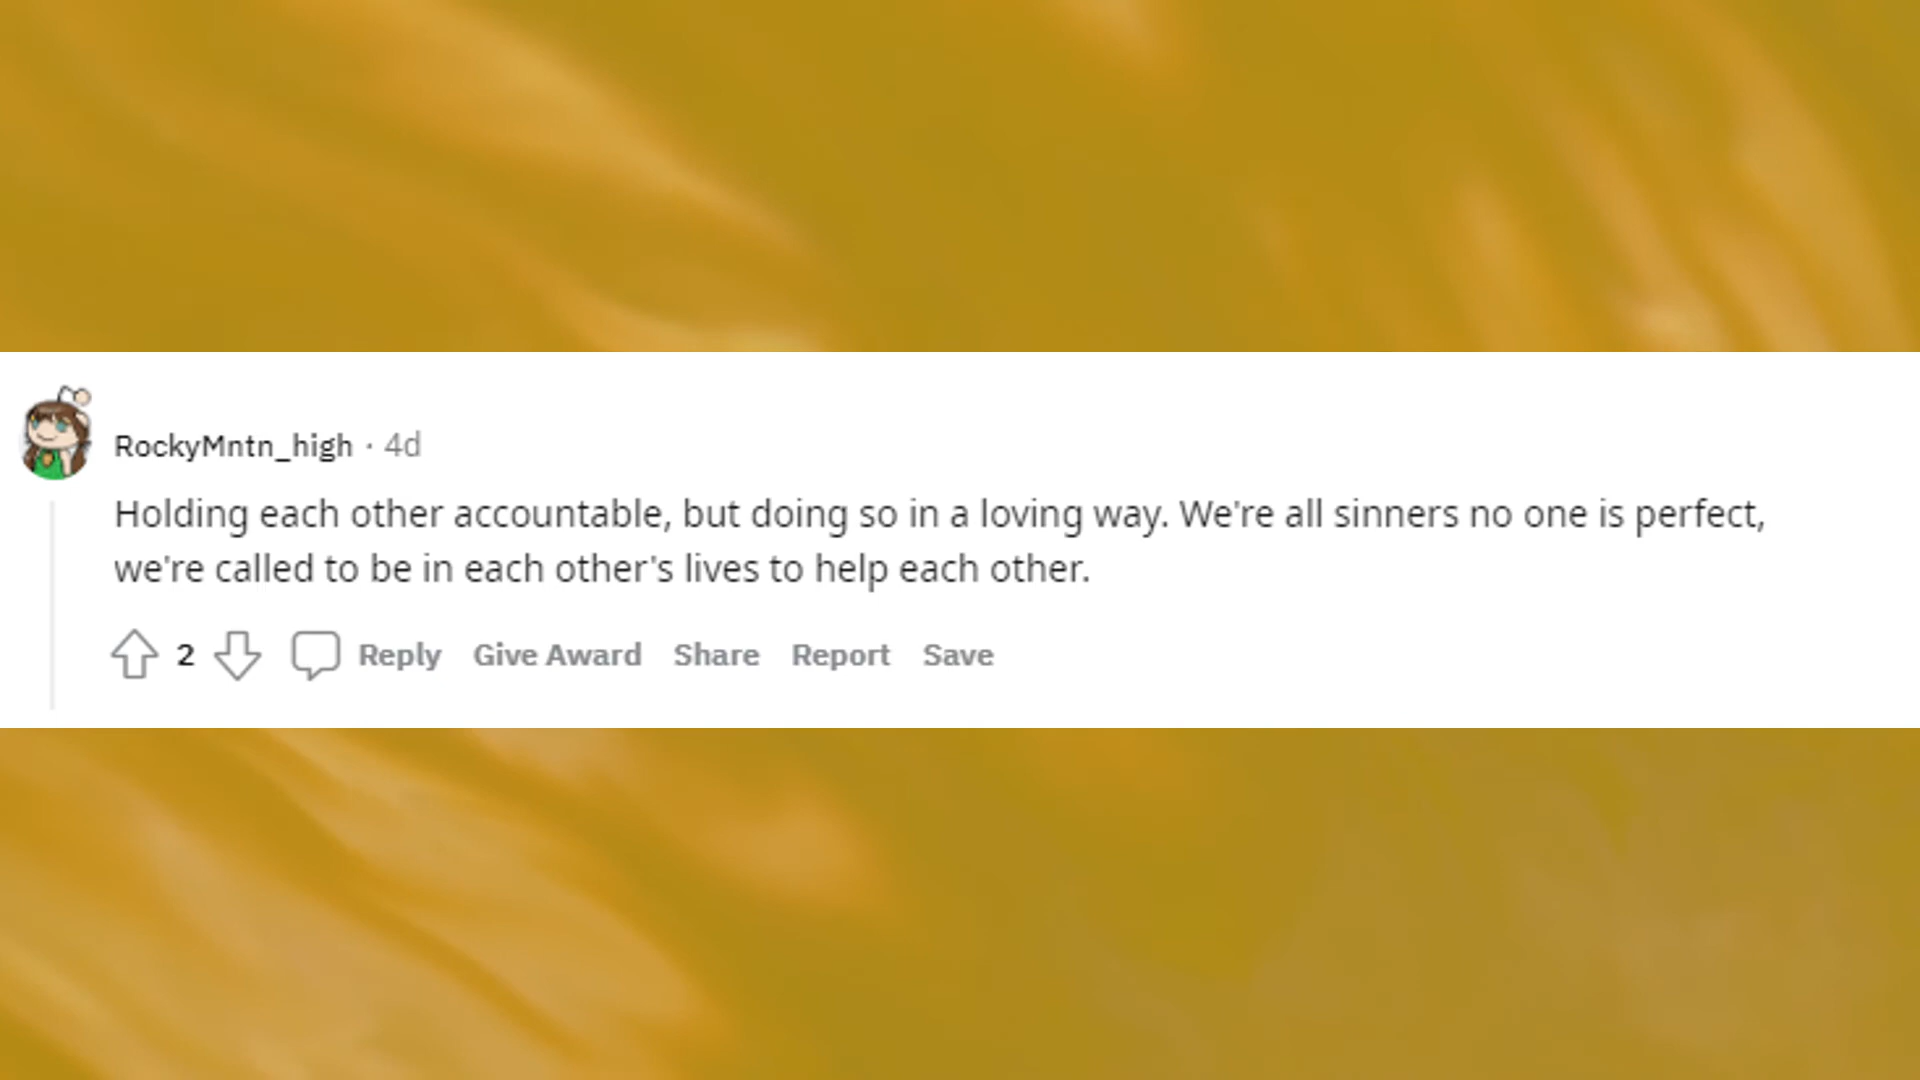 RockyMntn_high · 4d
Holding each other accountable, but doing so in a loving way. We're all sinners no one is perfect,
we're called to be in each other's lives to help each other.
2 Reply Give Award Share Report Save